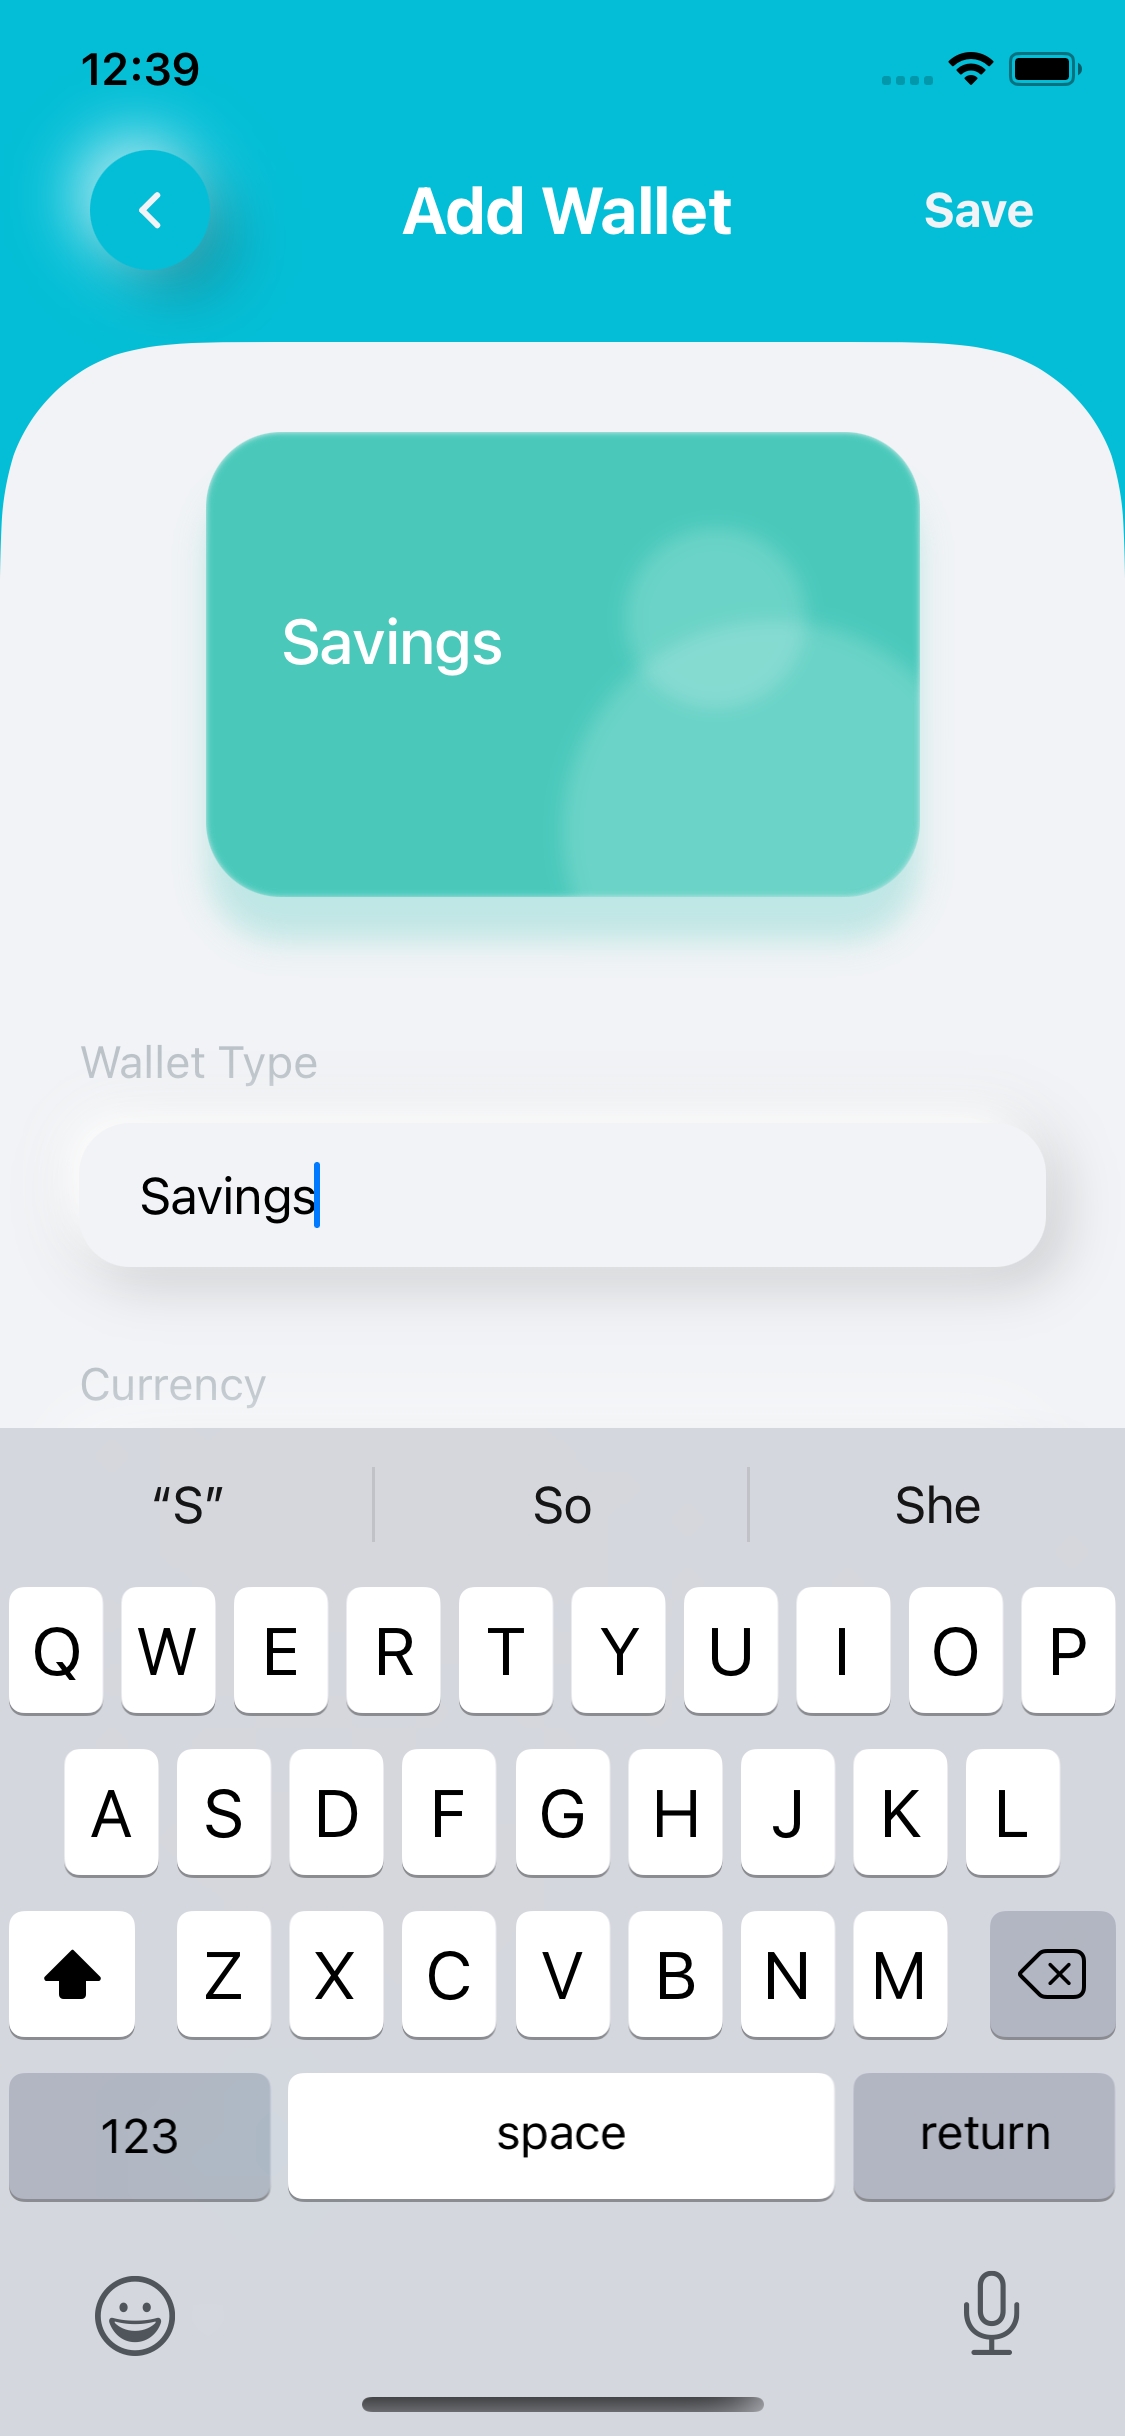 12:39
Add Wallet
Save
Savings
Wallet Type
Savings
Currency
“S”
So
She
Q W E R T Y U I O P
A S D F G H J K L
Z X C V B N M
123
space
return